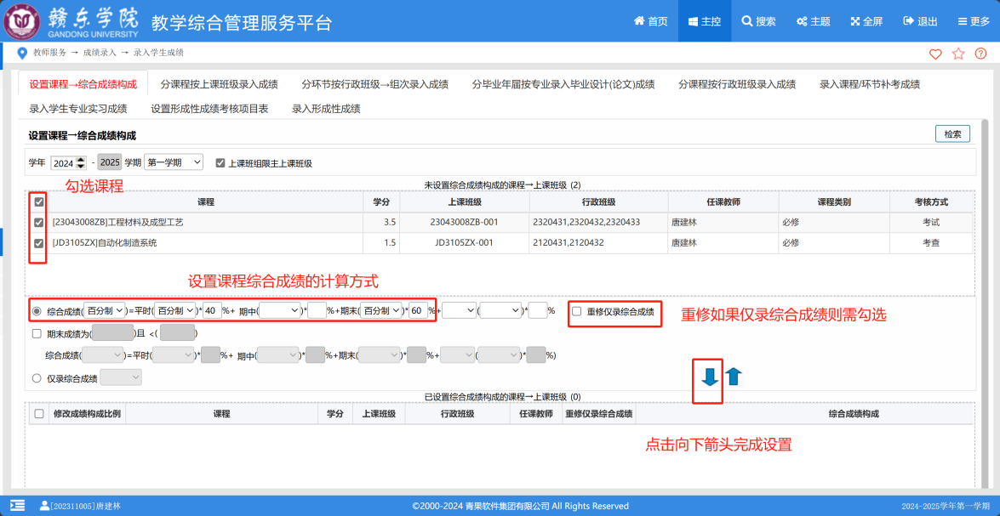 赣东学院 GANDONG UNIVERSITY 教学综合管理服务平台 首页 主控 搜索 主题 全屏 退出 更多
教师服务 → 成绩录入 → 录入学生成绩
设置课程→综合成绩构成 分课程按上课班级录入成绩 分环节按行政班级→组次录入成绩 分毕业年届按专业录入毕业设计(论文)成绩 分课程按行政班级录入成绩 录入课程/环节补考成绩
录入学生专业实习成绩 设置形成性成绩考核项目表 录入形成性成绩
设置课程→综合成绩构成 检索
学年 2024 - 2025 学期 第一学期 上课班组限主上课班级
勾选课程
未设置综合成绩构成的课程→上课班级 (2)
课程 学分 上课班级 行政班级 任课教师 课程类别 考核方式
[23043008ZB]工程材料及成型工艺 3.5 23043008ZB-001 2320431,2320432,2320433 唐建林 必修 考试
[JD3105ZX]自动化制造系统 1.5 JD3105ZX-001 2120431,2120432 唐建林 必修 考查
设置课程综合成绩的计算方式
综合成绩(百分制)=平时(百分制)*40%+ 期中( )* %+期末(百分制)*60%+ ( )* % 重修仅录综合成绩
重修如果仅录综合成绩则需勾选
期末成绩为( )且 <( )
综合成绩( )=平时( )* %+ 期中( )* %+期末( )* %+ ( )* %)
仅录综合成绩
已设置综合成绩构成的课程→上课班级 (0)
修改成绩构成比例 课程 学分 上课班级 行政班级 任课教师 重修仅录综合成绩 综合成绩构成
点击向下箭头完成设置
[202311005]唐建林 ©2000-2024 青果软件集团有限公司 All Rights Reserved 2024-2025学年第一学期